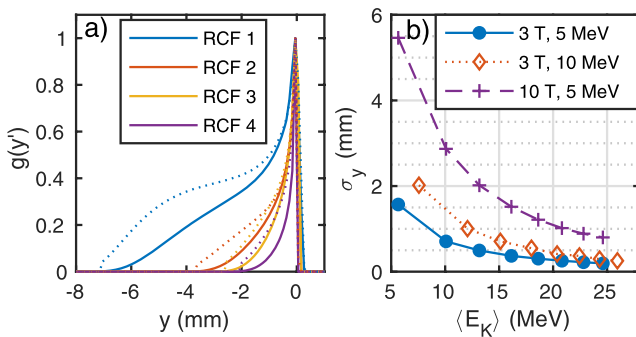 a)
RCF 1
RCF 2
RCF 3
RCF 4
g(y')
1
0.8
0.6
0.4
0.2
0
-8 -6 -4 -2 0
y (mm)
b)
3 T, 5 MeV
3 T, 10 MeV
10 T, 5 MeV
σy (mm)
6
4
2
0
5 10 15 20 25
⟨EK⟩ (MeV)